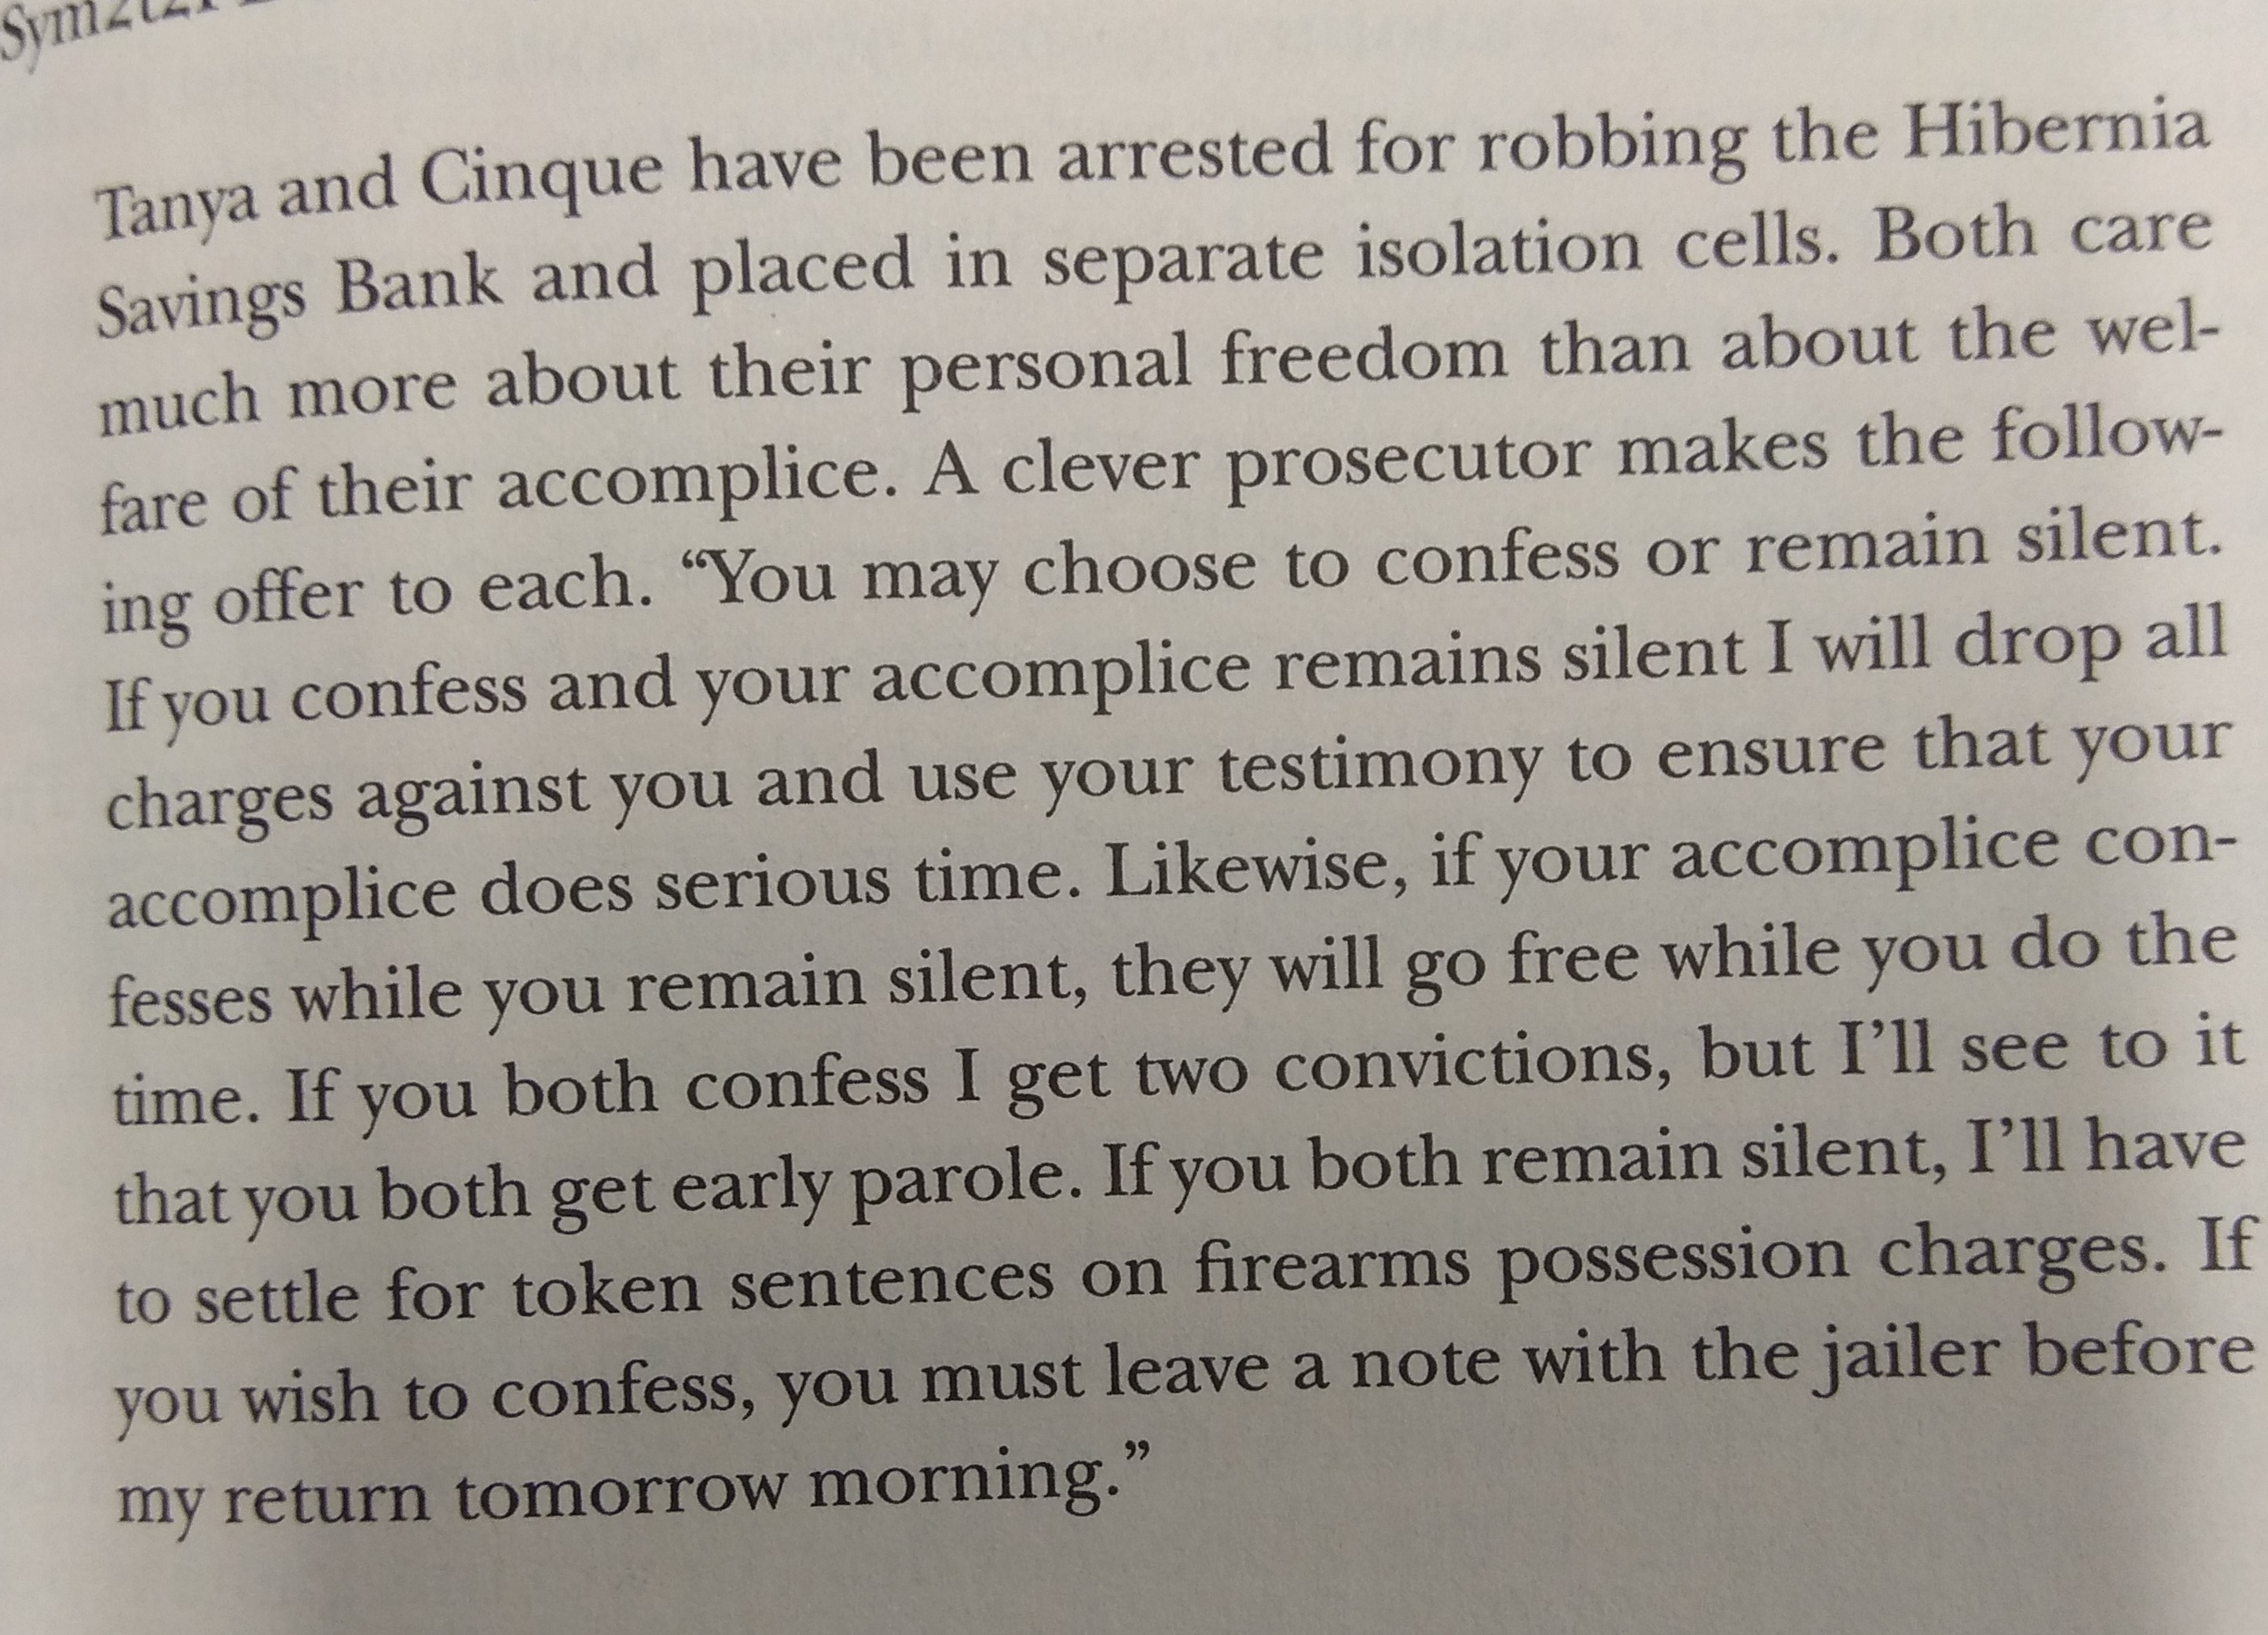 Tanya and Cinque have been arrested for robbing the Hibernia
Savings Bank and placed in separate isolation cells. Both care
much more about their personal freedom than about the wel-
fare of their accomplice. A clever prosecutor makes the follow-
ing offer to each. “You may choose to confess or remain silent.
If you confess and your accomplice remains silent I will drop all
charges against you and use your testimony to ensure that your
accomplice does serious time. Likewise, if your accomplice con-
fesses while you remain silent, they will go free while you do the
time. If you both confess I get two convictions, but I’ll see to it
that you both get early parole. If you both remain silent, I’ll have
to settle for token sentences on firearms possession charges. If
you wish to confess, you must leave a note with the jailer before
my return tomorrow morning.”